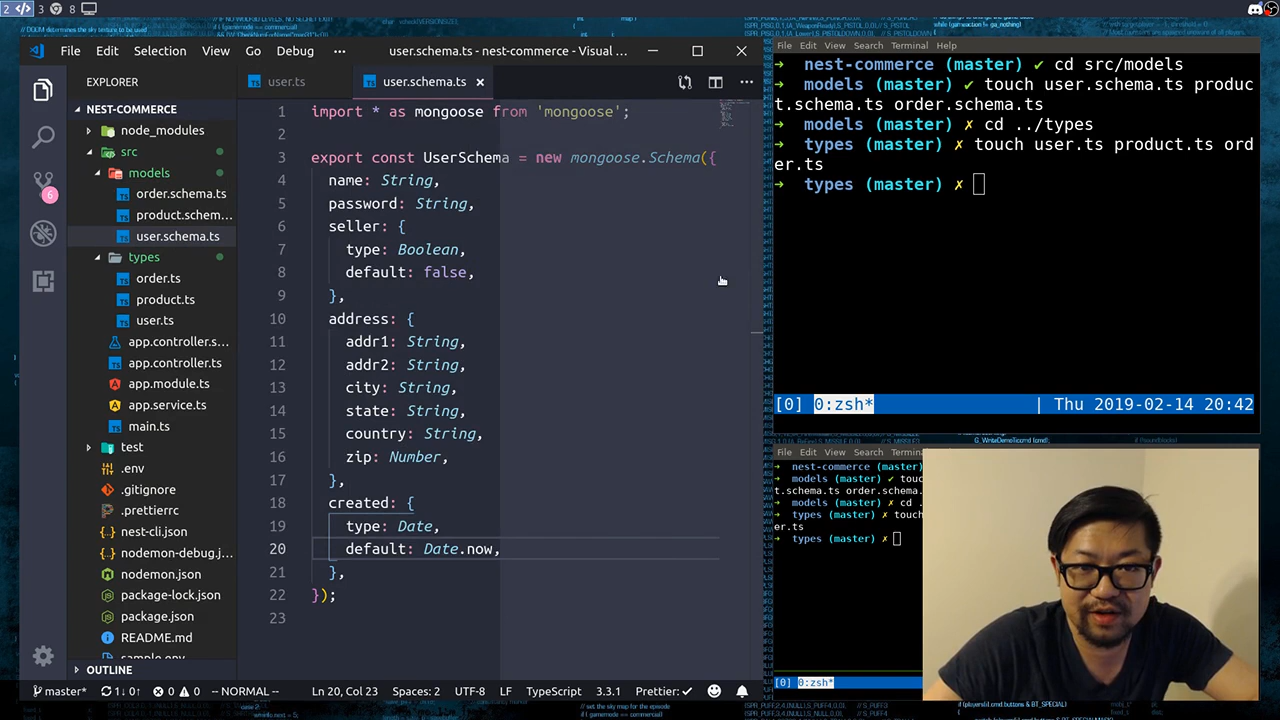 2 3 8
File Edit Selection View Go Debug ··· user.schema.ts - nest-commerce - Visual ...
EXPLORER
NEST-COMMERCE
node_modules
src
models
order.schema.ts
product.schem...
user.schema.ts
types
order.ts
product.ts
user.ts
app.controller.s...
app.controller.ts
app.module.ts
app.service.ts
main.ts
test
.env
.gitignore
.prettierrc
nest-cli.json
nodemon-debug.j...
nodemon.json
package-lock.json
package.json
README.md
sample.env
OUTLINE
6
user.ts user.schema.ts
1 import * as mongoose from 'mongoose';
2
3 export const UserSchema = new mongoose.Schema({
4 name: String,
5 password: String,
6 seller: {
7 type: Boolean,
8 default: false,
9 },
10 address: {
11 addr1: String,
12 addr2: String,
13 city: String,
14 state: String,
15 country: String,
16 zip: Number,
17 },
18 created: {
19 type: Date,
20 default: Date.now,
21 },
22 });
23
master* 0↓ 1↑ 0 0 -- NORMAL -- Ln 20, Col 23 Spaces: 2 UTF-8 LF TypeScript 3.3.1 Prettier: ✓
File Edit View Search Terminal Help
➜ nest-commerce (master) ✔ cd src/models
➜ models (master) ✔ touch user.schema.ts produc
t.schema.ts order.schema.ts
➜ models (master) ✗ cd ../types
➜ types (master) ✗ touch user.ts product.ts ord
er.ts
➜ types (master) ✗
[0] 0:zsh* | Thu 2019-02-14 20:42
File Edit View Search Termin
➜ nest-commerce (master)
➜ models (master) ✔ touc
t.schema.ts order.schema.
➜ models (master) ✗ cd .
➜ types (master) ✗ touch
er.ts
➜ types (master) ✗
[0] 0:zsh*